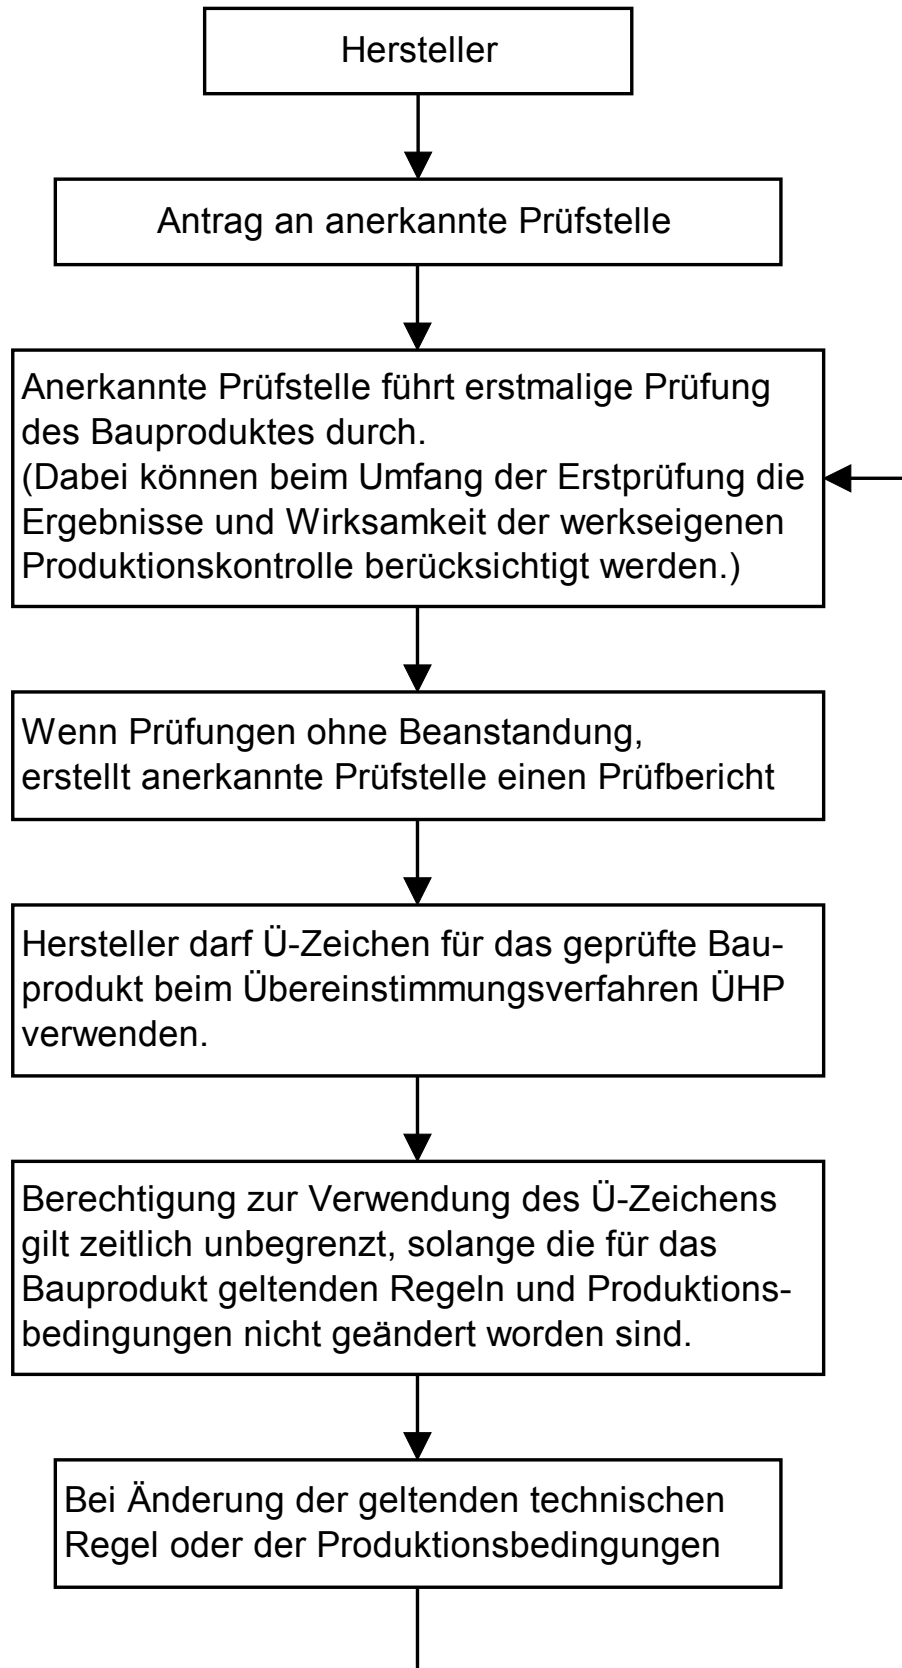 Hersteller
Antrag an anerkannte Prüfstelle
Anerkannte Prüfstelle führt erstmalige Prüfung
des Bauproduktes durch.
(Dabei können beim Umfang der Erstprüfung die
Ergebnisse und Wirksamkeit der werkseigenen
Produktionskontrolle berücksichtigt werden.)
Wenn Prüfungen ohne Beanstandung,
erstellt anerkannte Prüfstelle einen Prüfbericht
Hersteller darf Ü-Zeichen für das geprüfte Bau-
produkt beim Übereinstimmungsverfahren ÜHP
verwenden.
Berechtigung zur Verwendung des Ü-Zeichens
gilt zeitlich unbegrenzt, solange die für das
Bauprodukt geltenden Regeln und Produktions-
bedingungen nicht geändert worden sind.
Bei Änderung der geltenden technischen
Regel oder der Produktionsbedingungen